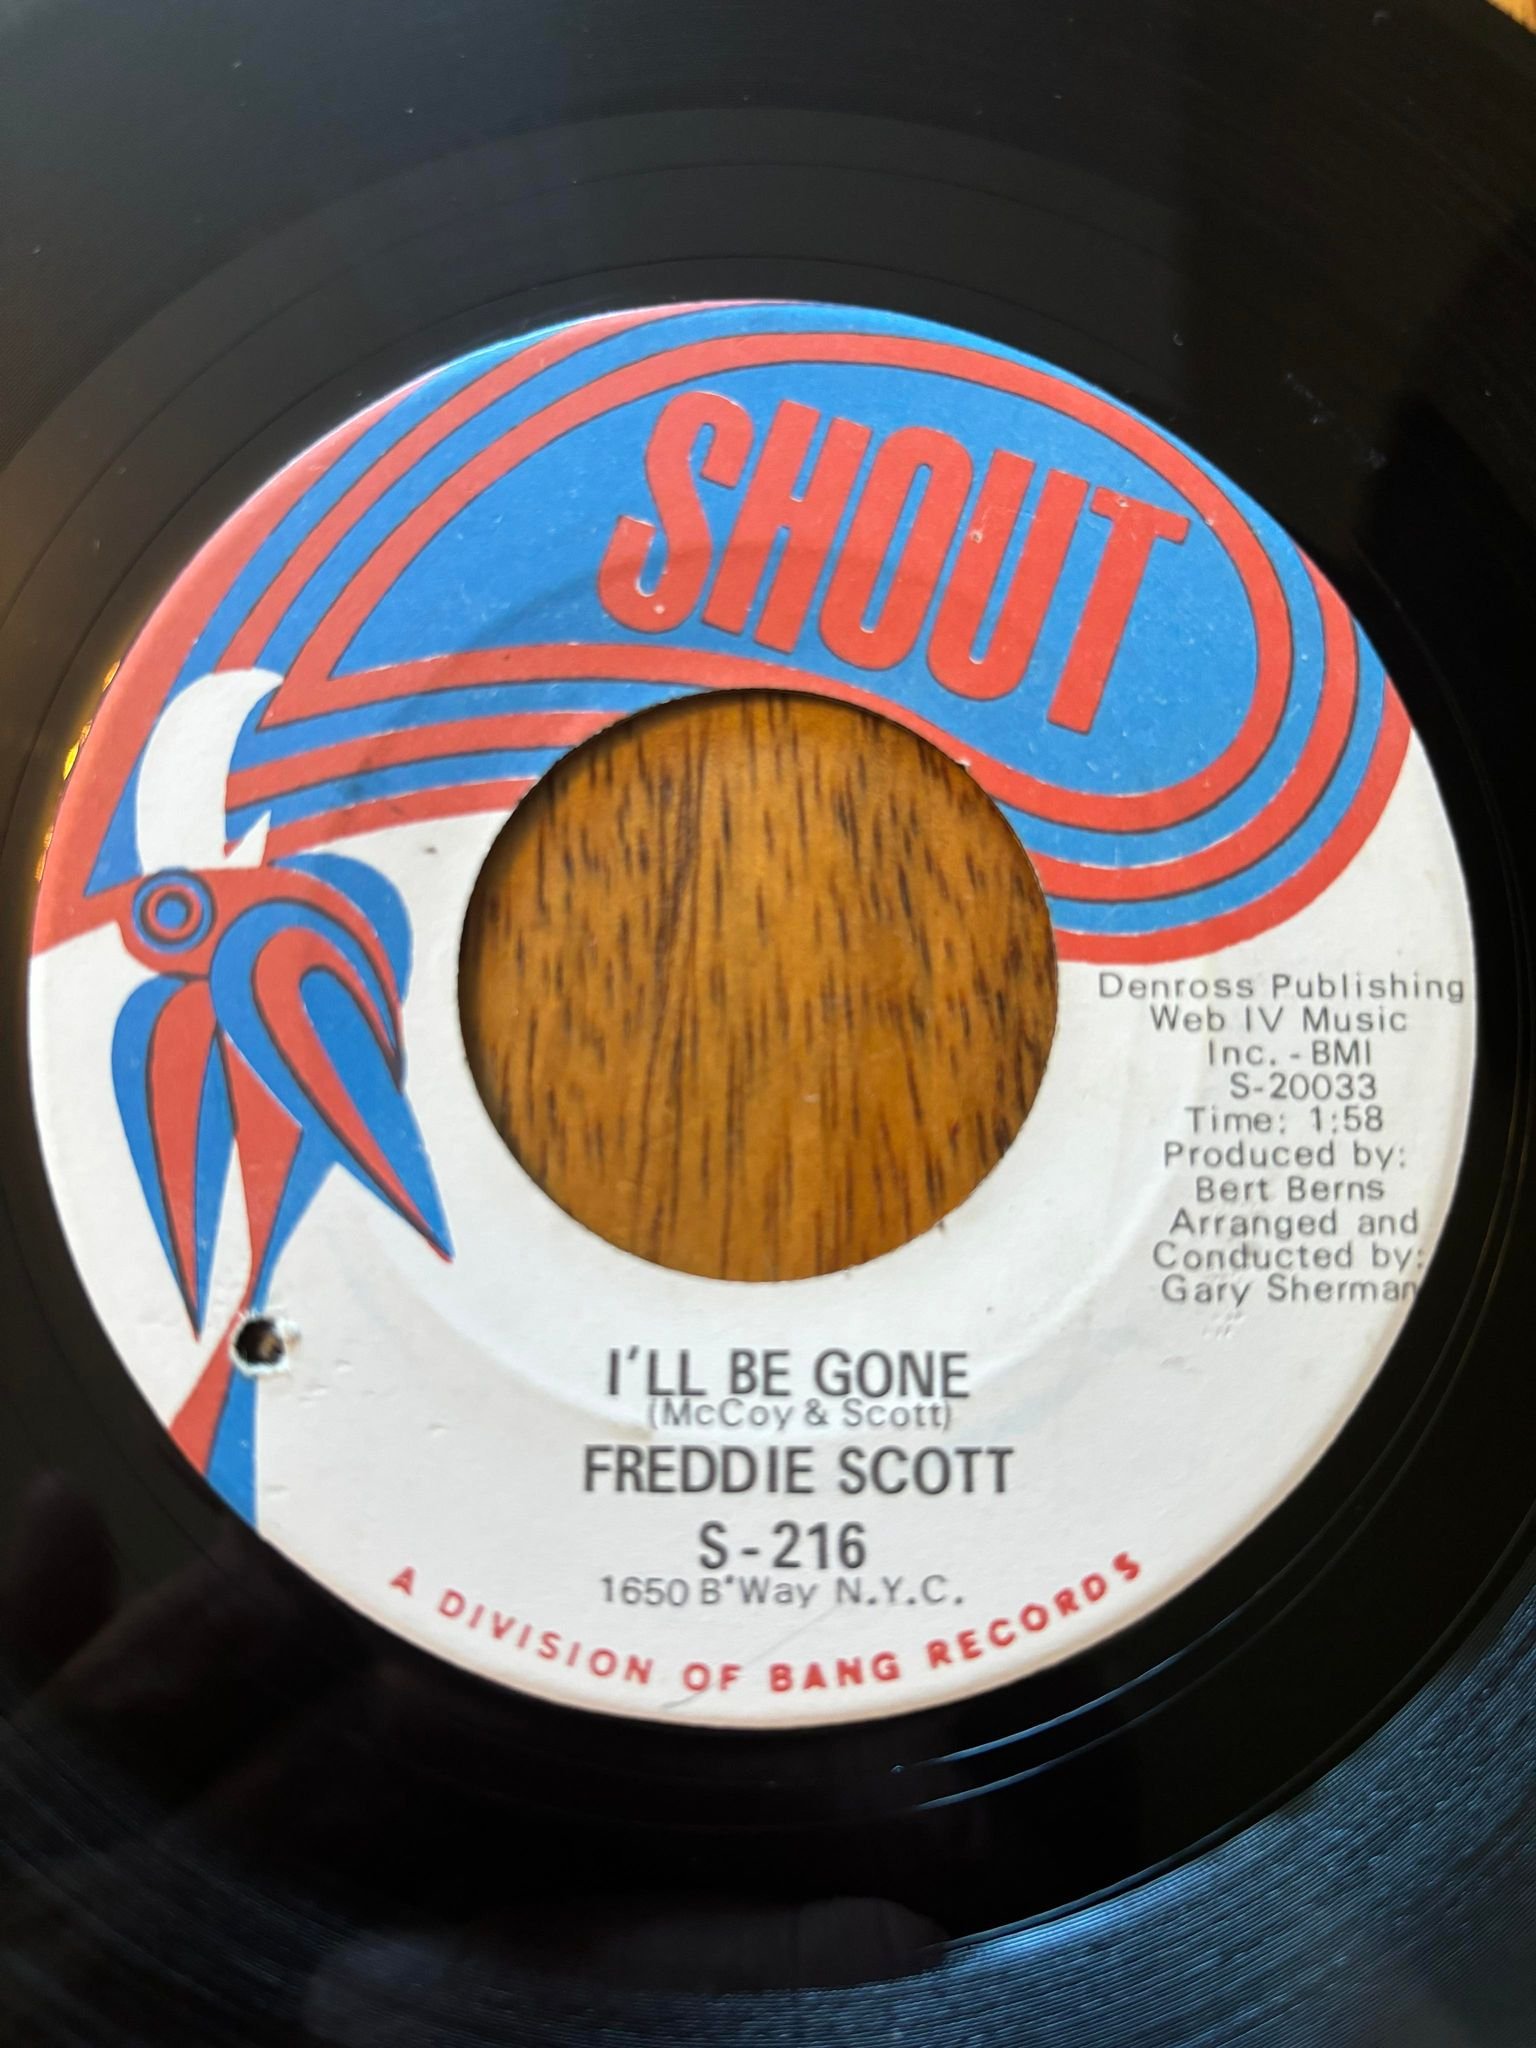 SHOUT
Denross Publishing
Web IV Music
Inc. - BMI
S-20033
Time: 1:58
Produced by:
Bert Berns
Arranged and
Conducted by:
Gary Sherman
I'LL BE GONE
(McCoy & Scott)
FREDDIE SCOTT
S-216
1650 B'Way N.Y.C.
A DIVISION OF BANG RECORDS